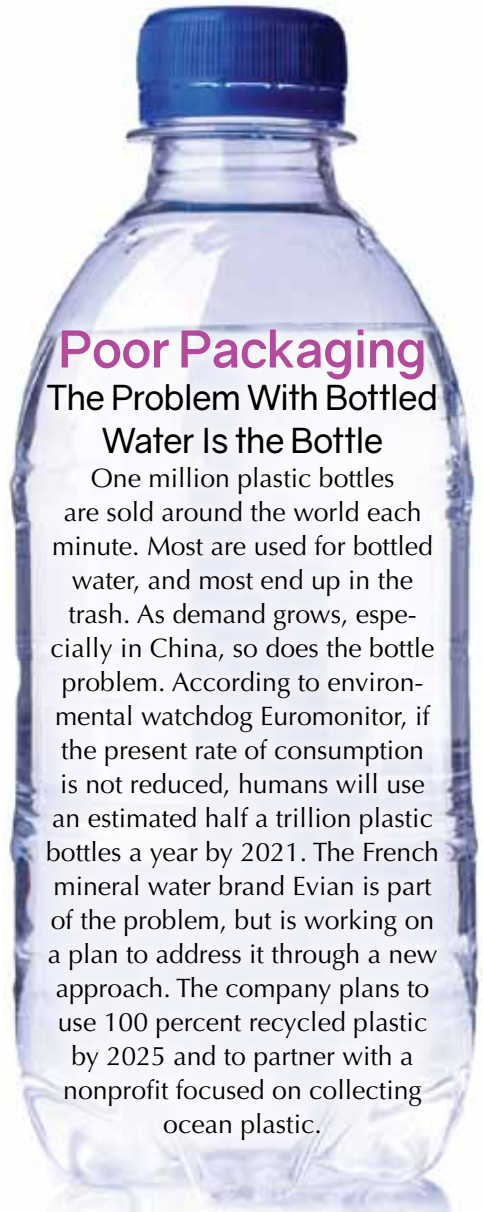 Poor Packaging
The Problem With Bottled
Water Is the Bottle
One million plastic bottles
are sold around the world each
minute. Most are used for bottled
water, and most end up in the
trash. As demand grows, espe-
cially in China, so does the bottle
problem. According to environ-
mental watchdog Euromonitor, if
the present rate of consumption
is not reduced, humans will use
an estimated half a trillion plastic
bottles a year by 2021. The French
mineral water brand Evian is part
of the problem, but is working on
a plan to address it through a new
approach. The company plans to
use 100 percent recycled plastic
by 2025 and to partner with a
nonprofit focused on collecting
ocean plastic.